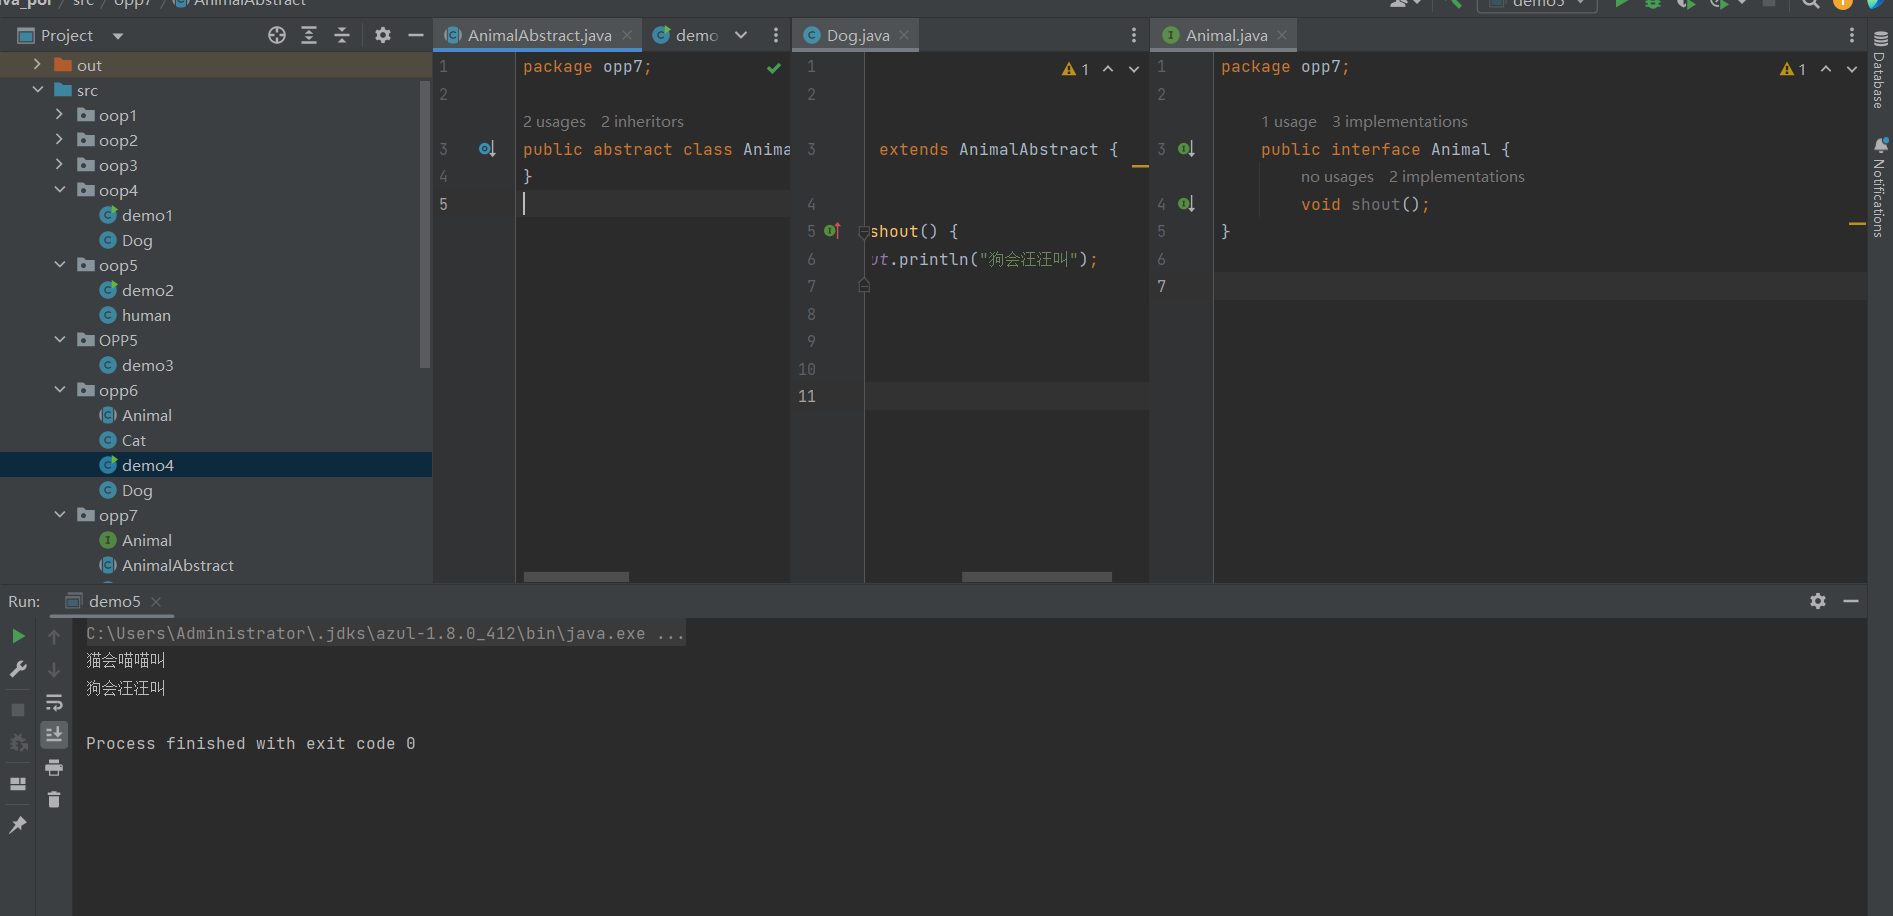 src / opp7 / AnimalAbstract
demo5
Project
out
src
oop1
oop2
oop3
oop4
demo1
Dog
oop5
demo2
human
OPP5
demo3
opp6
Animal
Cat
demo4
Dog
opp7
Animal
AnimalAbstract
AnimalAbstract.java
demo
1 package opp7;
2
2 usages 2 inheritors
3 public abstract class Anima
4 }
5
Dog.java
1
1
2
3 extends AnimalAbstract {
4
5 shout() {
6 ut.println("狗会汪汪叫");
7
8
9
10
11
Animal.java
1 package opp7;
1
2
1 usage 3 implementations
3 public interface Animal {
no usages 2 implementations
4 void shout();
5 }
6
7
Database
Notifications
Run: demo5
C:\Users\Administrator\.jdks\azul-1.8.0_412\bin\java.exe ...
猫会喵喵叫
狗会汪汪叫
Process finished with exit code 0